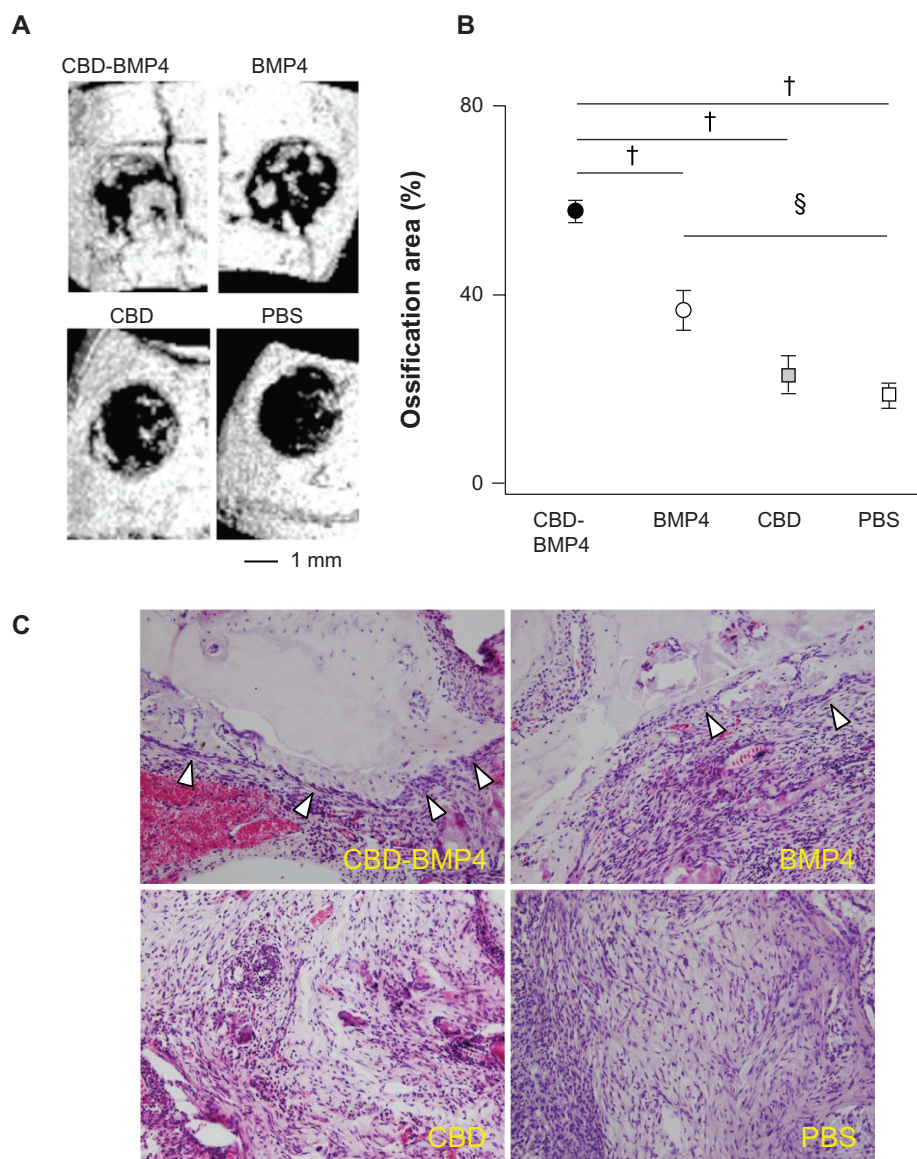 A
CBD-BMP4
BMP4
CBD
PBS
1 mm
B
†
†
†
§
80
40
0
Ossification area (%)
CBD-
BMP4
BMP4
CBD
PBS
C
CBD-BMP4
BMP4
CBD
PBS